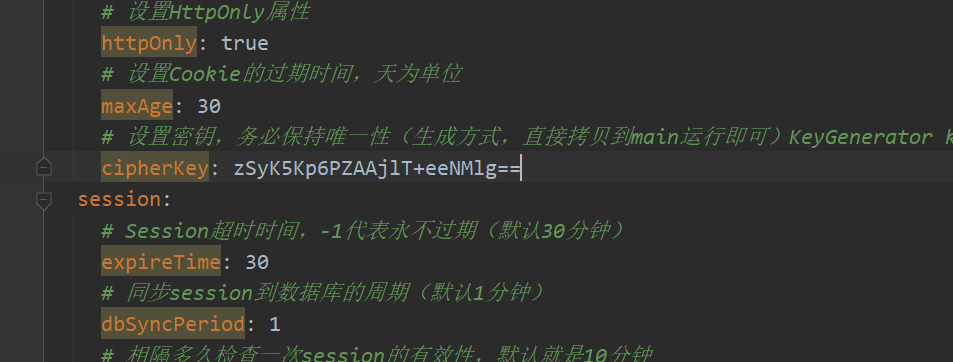 # 设置HttpOnly属性
httpOnly: true
# 设置Cookie的过期时间，天为单位
maxAge: 30
# 设置密钥，务必保持唯一性（生成方式，直接拷贝到main运行即可）KeyGenerator k
cipherKey: zSyK5Kp6PZAAjlT+eeNMlg==
session:
# Session超时时间，-1代表永不过期（默认30分钟）
expireTime: 30
# 同步session到数据库的周期（默认1分钟）
dbSyncPeriod: 1
# 相隔多久检查一次session的有效性，默认就是10分钟